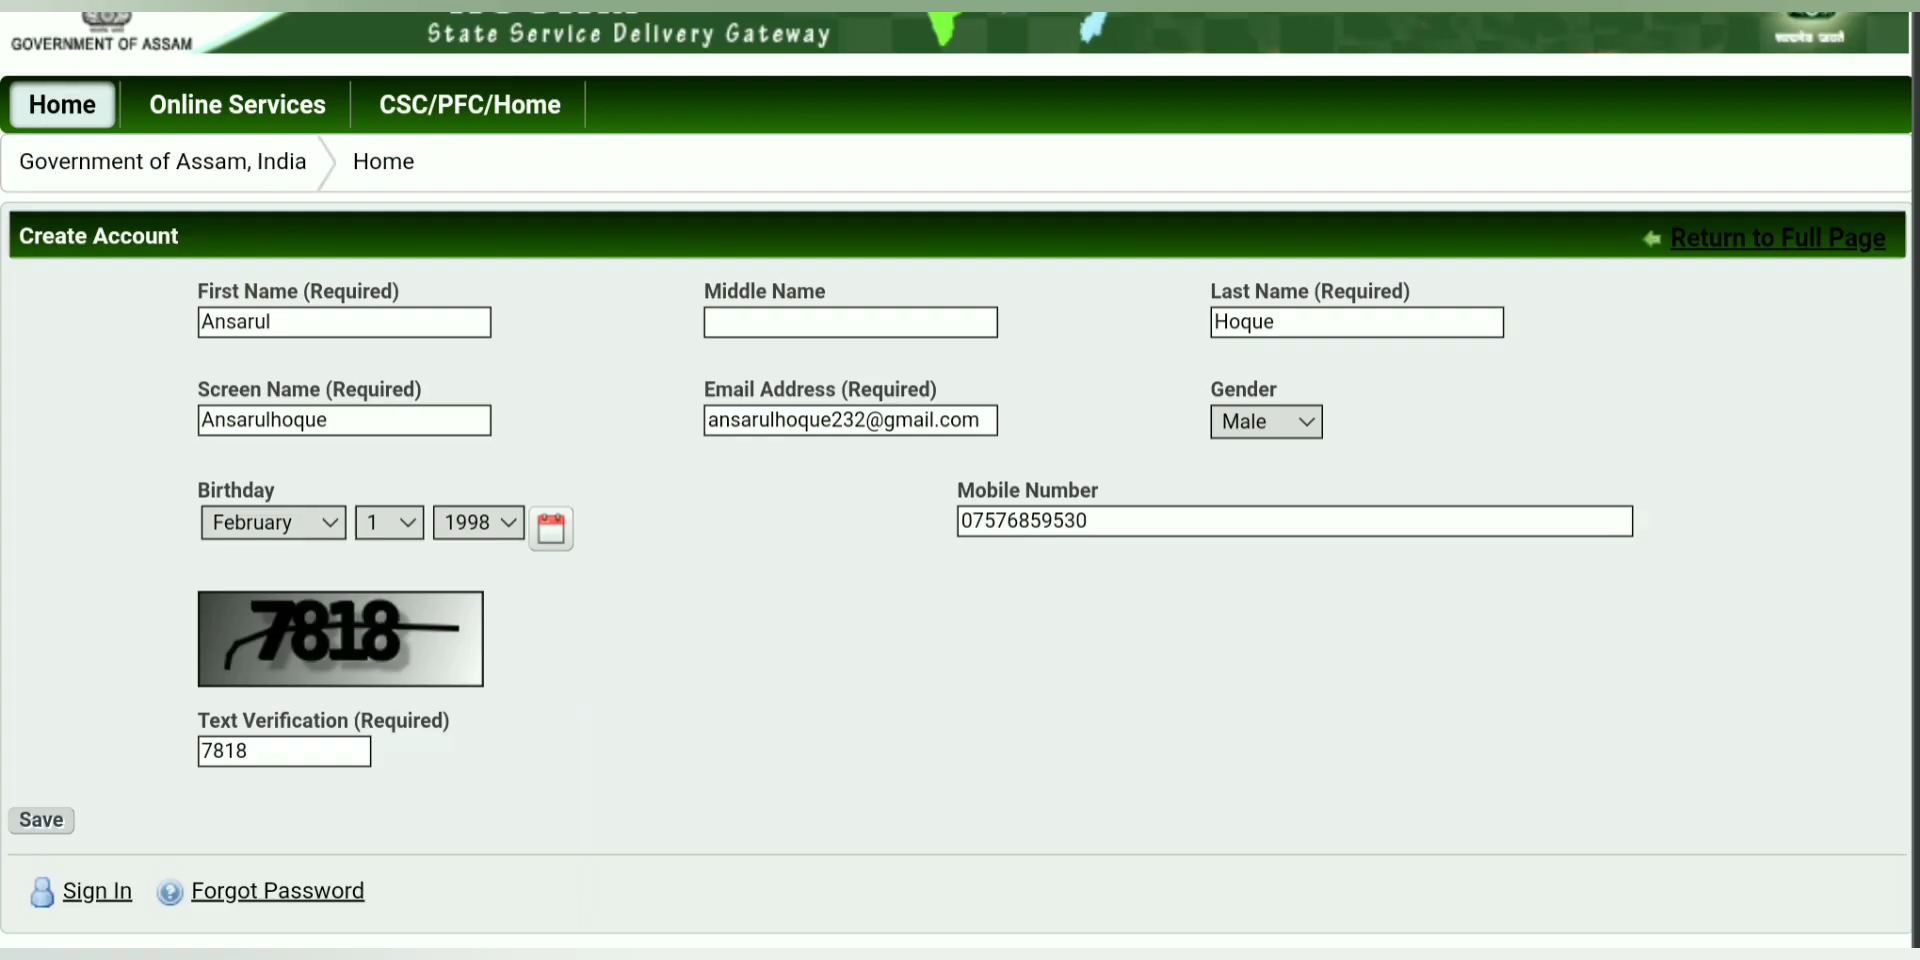 GOVERNMENT OF ASSAM
State Service Delivery Gateway
सत्यमेव जयते
Home
Online Services
CSC/PFC/Home
Government of Assam, India
Home
Create Account
Return to Full Page
First Name (Required)
Middle Name
Last Name (Required)
Ansarul
Hoque
Screen Name (Required)
Email Address (Required)
Gender
Ansarulhoque
ansarulhoque232@gmail.com
Male
Birthday
Mobile Number
February
1
1998
07576859530
7818
Text Verification (Required)
7818
Save
Sign In
Forgot Password